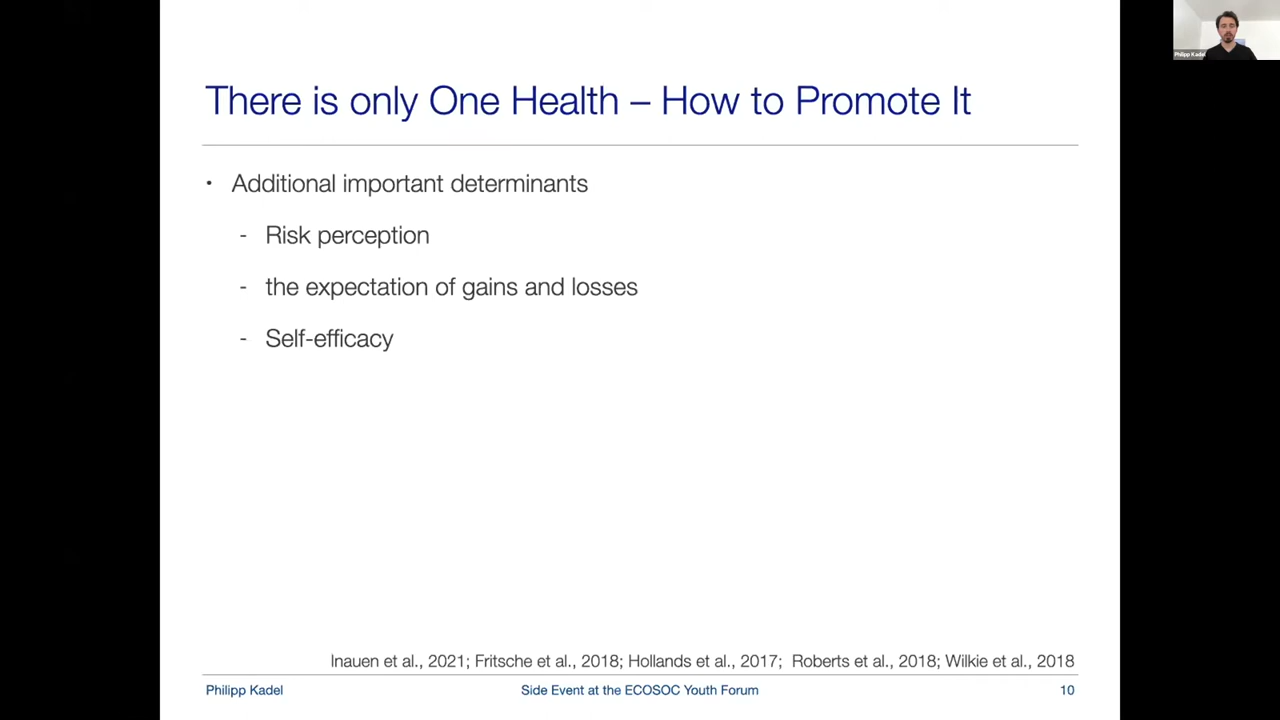 There is only One Health – How to Promote It
• Additional important determinants
- Risk perception
- the expectation of gains and losses
- Self-efficacy
Inauen et al., 2021; Fritsche et al., 2018; Hollands et al., 2017; Roberts et al., 2018; Wilkie et al., 2018
Philipp Kadel
Side Event at the ECOSOC Youth Forum
10
Philipp Kadel